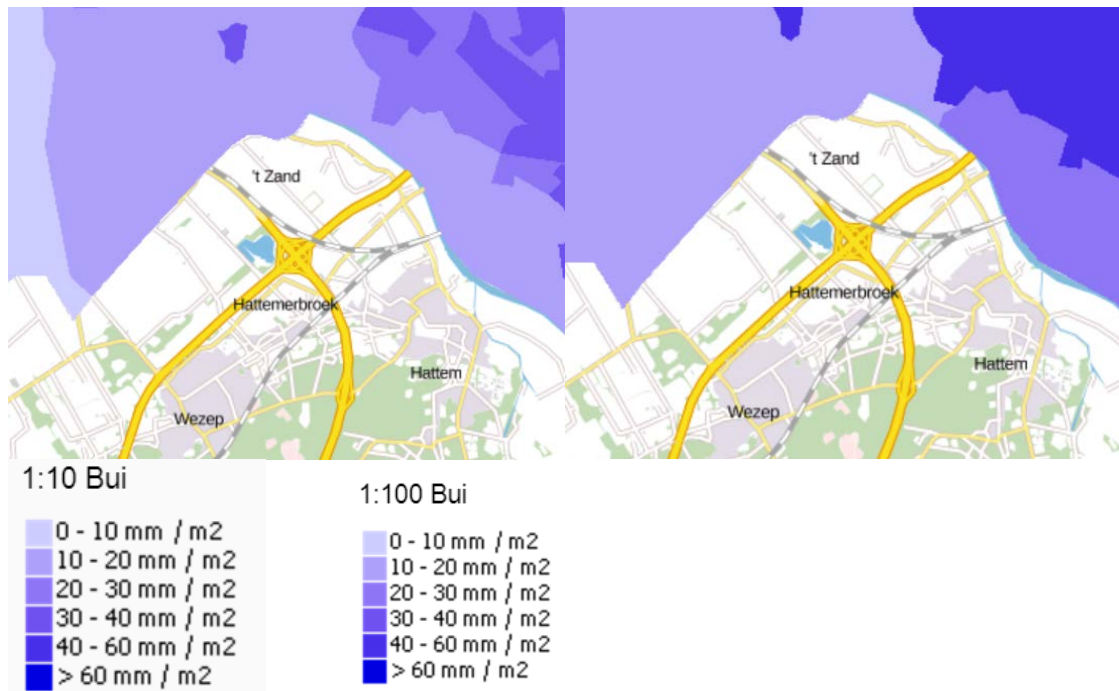 't Zand
't Zand
Hattemerbroek
Hattemerbroek
Hattem
Hattem
Wezep
Wezep
1:10 Bui
0 - 10 mm / m2
10 - 20 mm / m2
20 - 30 mm / m2
30 - 40 mm / m2
40 - 60 mm / m2
> 60 mm / m2
1:100 Bui
0 - 10 mm / m2
10 - 20 mm / m2
20 - 30 mm / m2
30 - 40 mm / m2
40 - 60 mm / m2
> 60 mm / m2